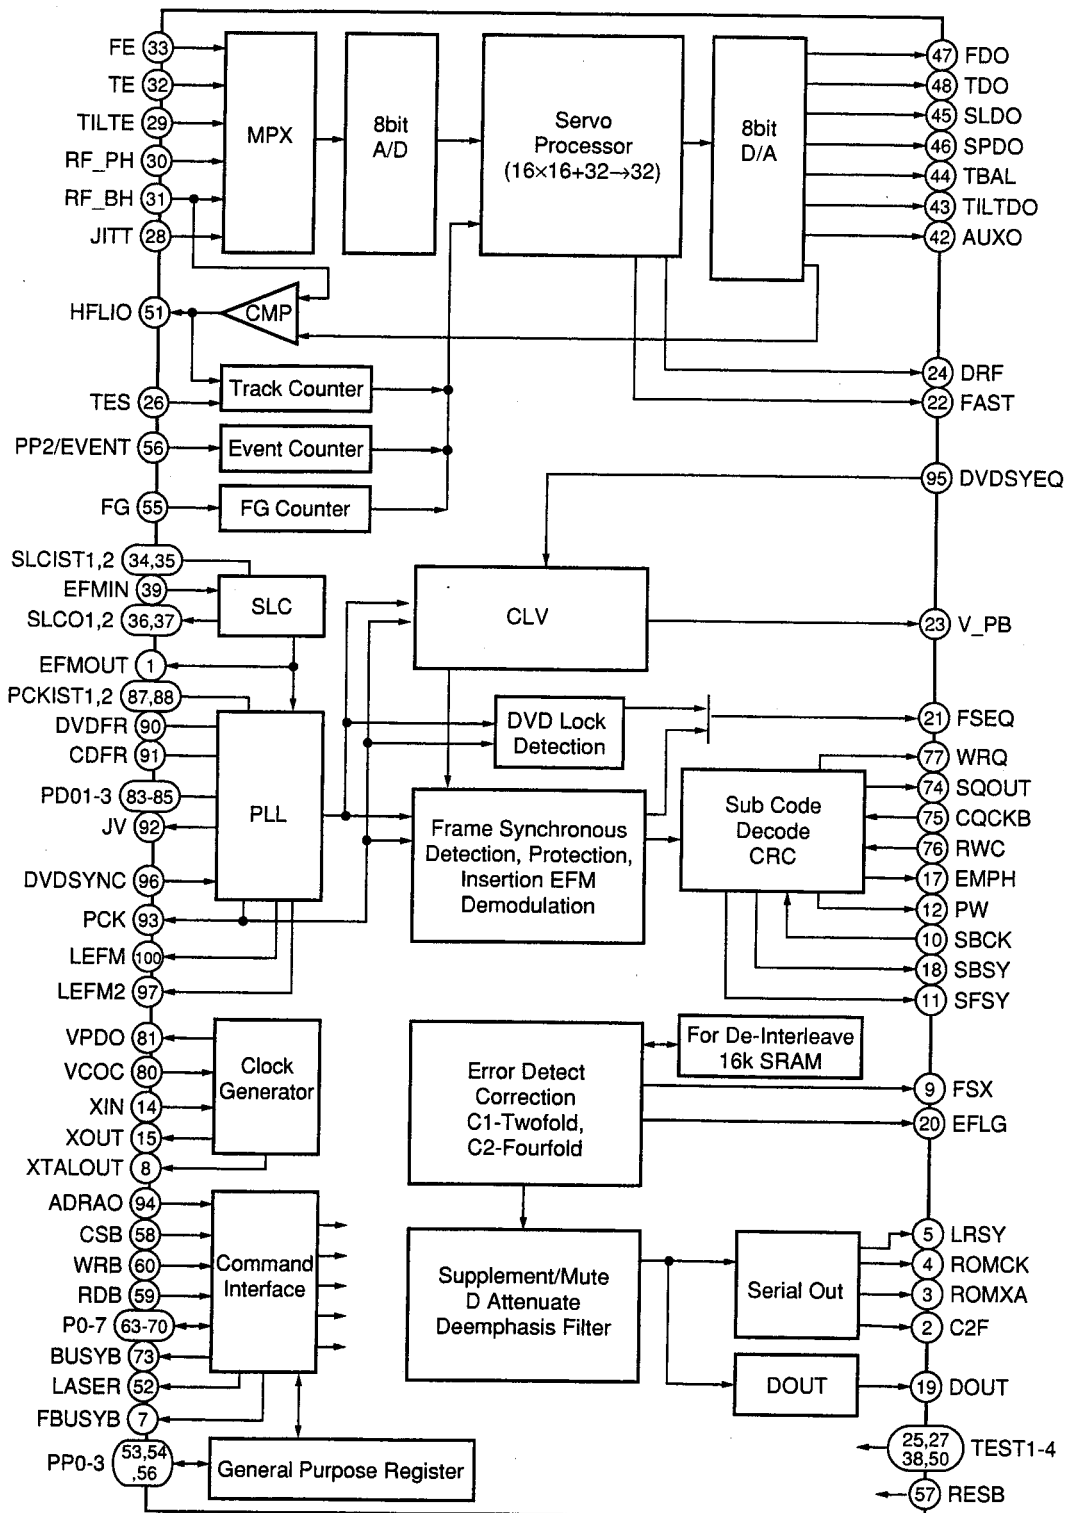 FE 33
TE 32
TILTE 29
RF_PH 30
RF_BH 31
JITT 28
HFLIO 51
TES 26
PP2/EVENT 56
FG 55
SLCIST1,2 34,35
EFMIN 39
SLCO1,2 36,37
EFMOUT 1
PCKIST1,2 87,88
DVDFR 90
CDFR 91
PD01-3 83-85
JV 92
DVDSYNC 96
PCK 93
LEFM 100
LEFM2 97
VPDO 81
VCOC 80
XIN 14
XOUT 15
XTALOUT 8
ADRAO 94
CSB 58
WRB 60
RDB 59
P0-7 63-70
BUSYB 73
LASER 52
FBUSYB 7
PP0-3 53,54
,56
MPX
8bit
A/D
Servo
Processor
(16×16+32→32)
8bit
D/A
CMP
Track Counter
Event Counter
FG Counter
SLC
CLV
DVD Lock
Detection
PLL
Frame Synchronous
Detection, Protection,
Insertion EFM
Demodulation
Sub Code
Decode
CRC
Clock
Generator
Error Detect
Correction
C1-Twofold,
C2-Fourfold
For De-Interleave
16k SRAM
Command
Interface
Supplement/Mute
D Attenuate
Deemphasis Filter
Serial Out
DOUT
General Purpose Register
47 FDO
48 TDO
45 SLDO
46 SPDO
44 TBAL
43 TILTDO
42 AUXO
24 DRF
22 FAST
95 DVDSYEQ
23 V_PB
21 FSEQ
77 WRQ
74 SQOUT
75 CQCKB
76 RWC
17 EMPH
12 PW
10 SBCK
18 SBSY
11 SFSY
9 FSX
20 EFLG
5 LRSY
4 ROMCK
3 ROMXA
2 C2F
19 DOUT
25,27
38,50 TEST1-4
57 RESB